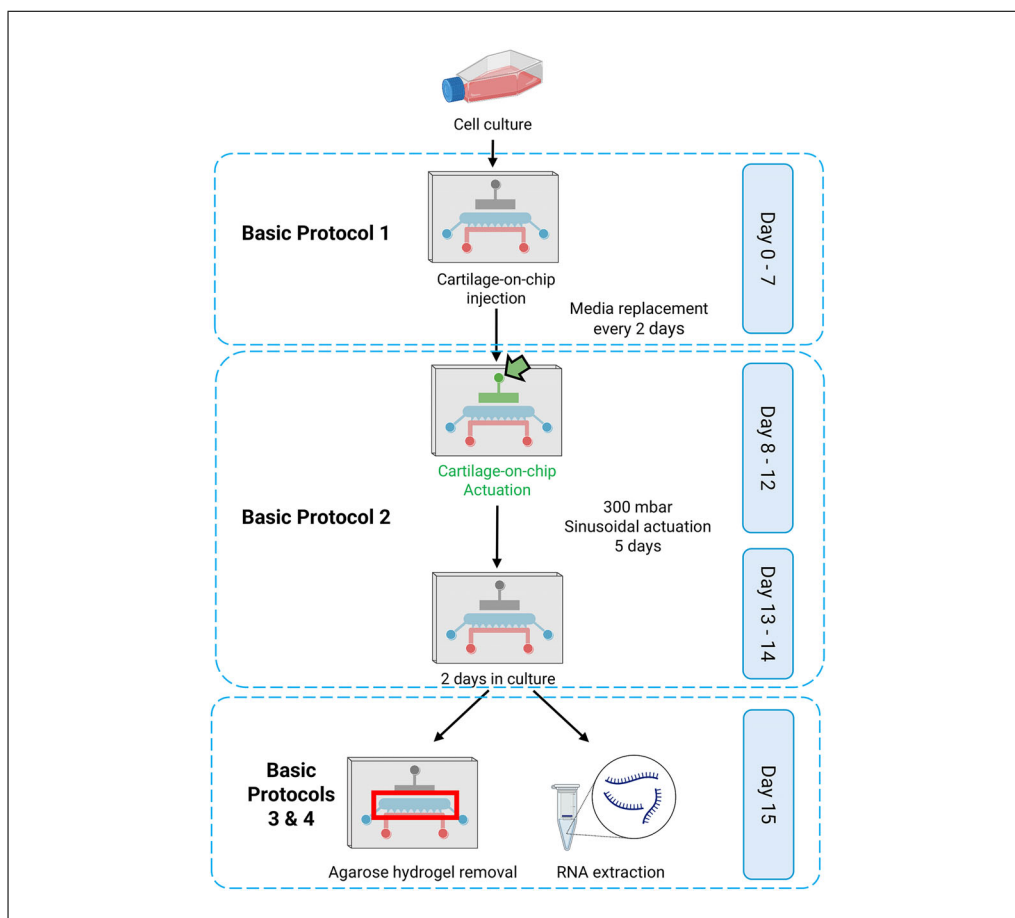 Cell culture
Basic Protocol 1
Cartilage-on-chip
injection
Media replacement
every 2 days
Day 0 - 7
Basic Protocol 2
Cartilage-on-chip
Actuation
300 mbar
Sinusoidal actuation
5 days
Day 8 - 12
2 days in culture
Day 13 - 14
Basic
Protocols
3 & 4
Agarose hydrogel removal
RNA extraction
Day 15